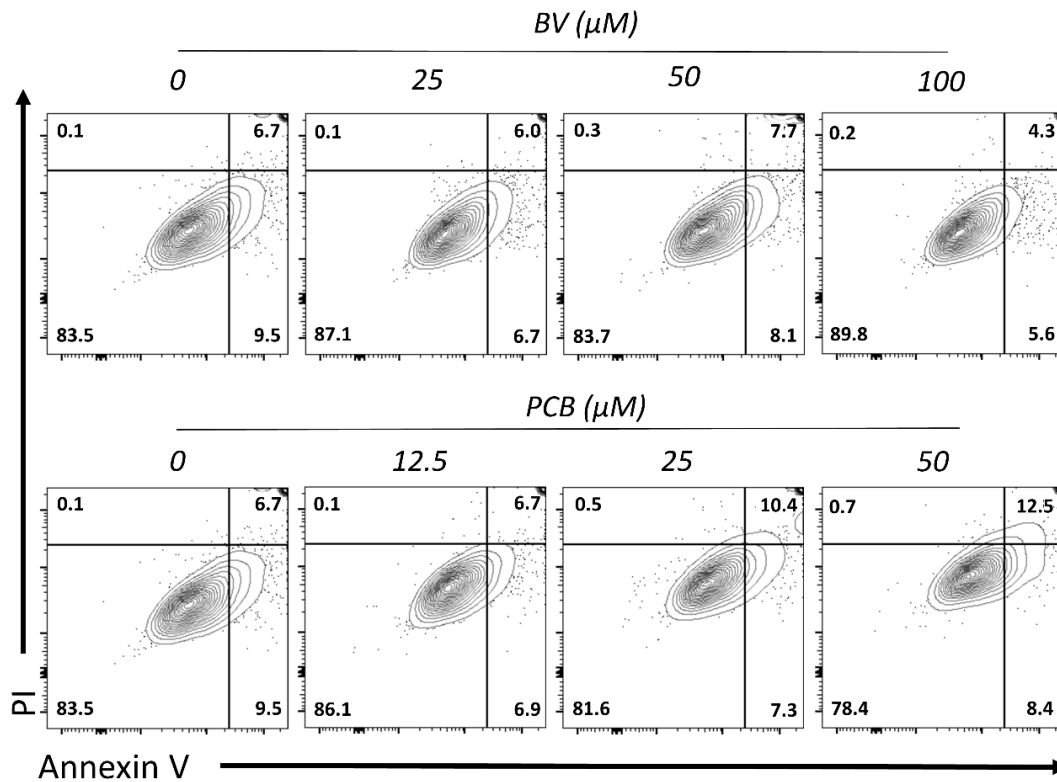 BV (µM)
0 25 50 100
0.1 6.7 0.1 6.0 0.3 7.7 0.2 4.3
83.5 9.5 87.1 6.7 83.7 8.1 89.8 5.6
PCB (µM)
0 12.5 25 50
0.1 6.7 0.1 6.7 0.5 10.4 0.7 12.5
83.5 9.5 86.1 6.9 81.6 7.3 78.4 8.4
PI
Annexin V